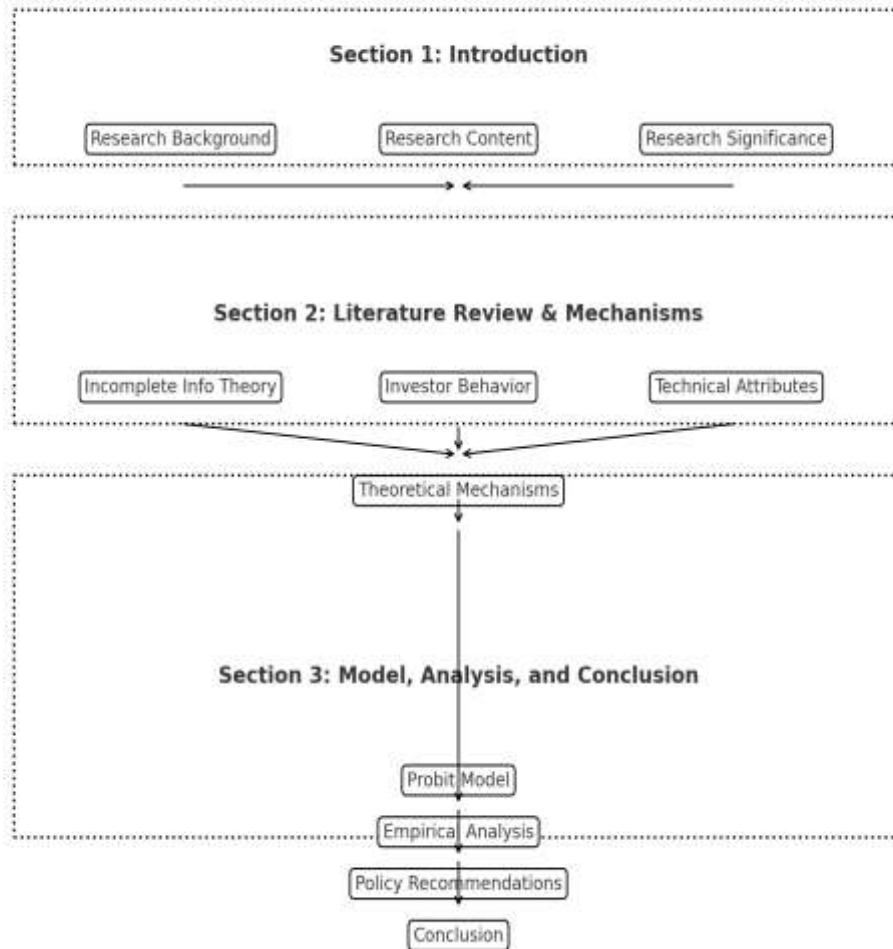 Section 1: Introduction
Research Background
Research Content
Research Significance
Section 2: Literature Review & Mechanisms
Incomplete Info Theory
Investor Behavior
Technical Attributes
Theoretical Mechanisms
Section 3: Model, Analysis, and Conclusion
Probit Model
Empirical Analysis
Policy Recommendations
Conclusion